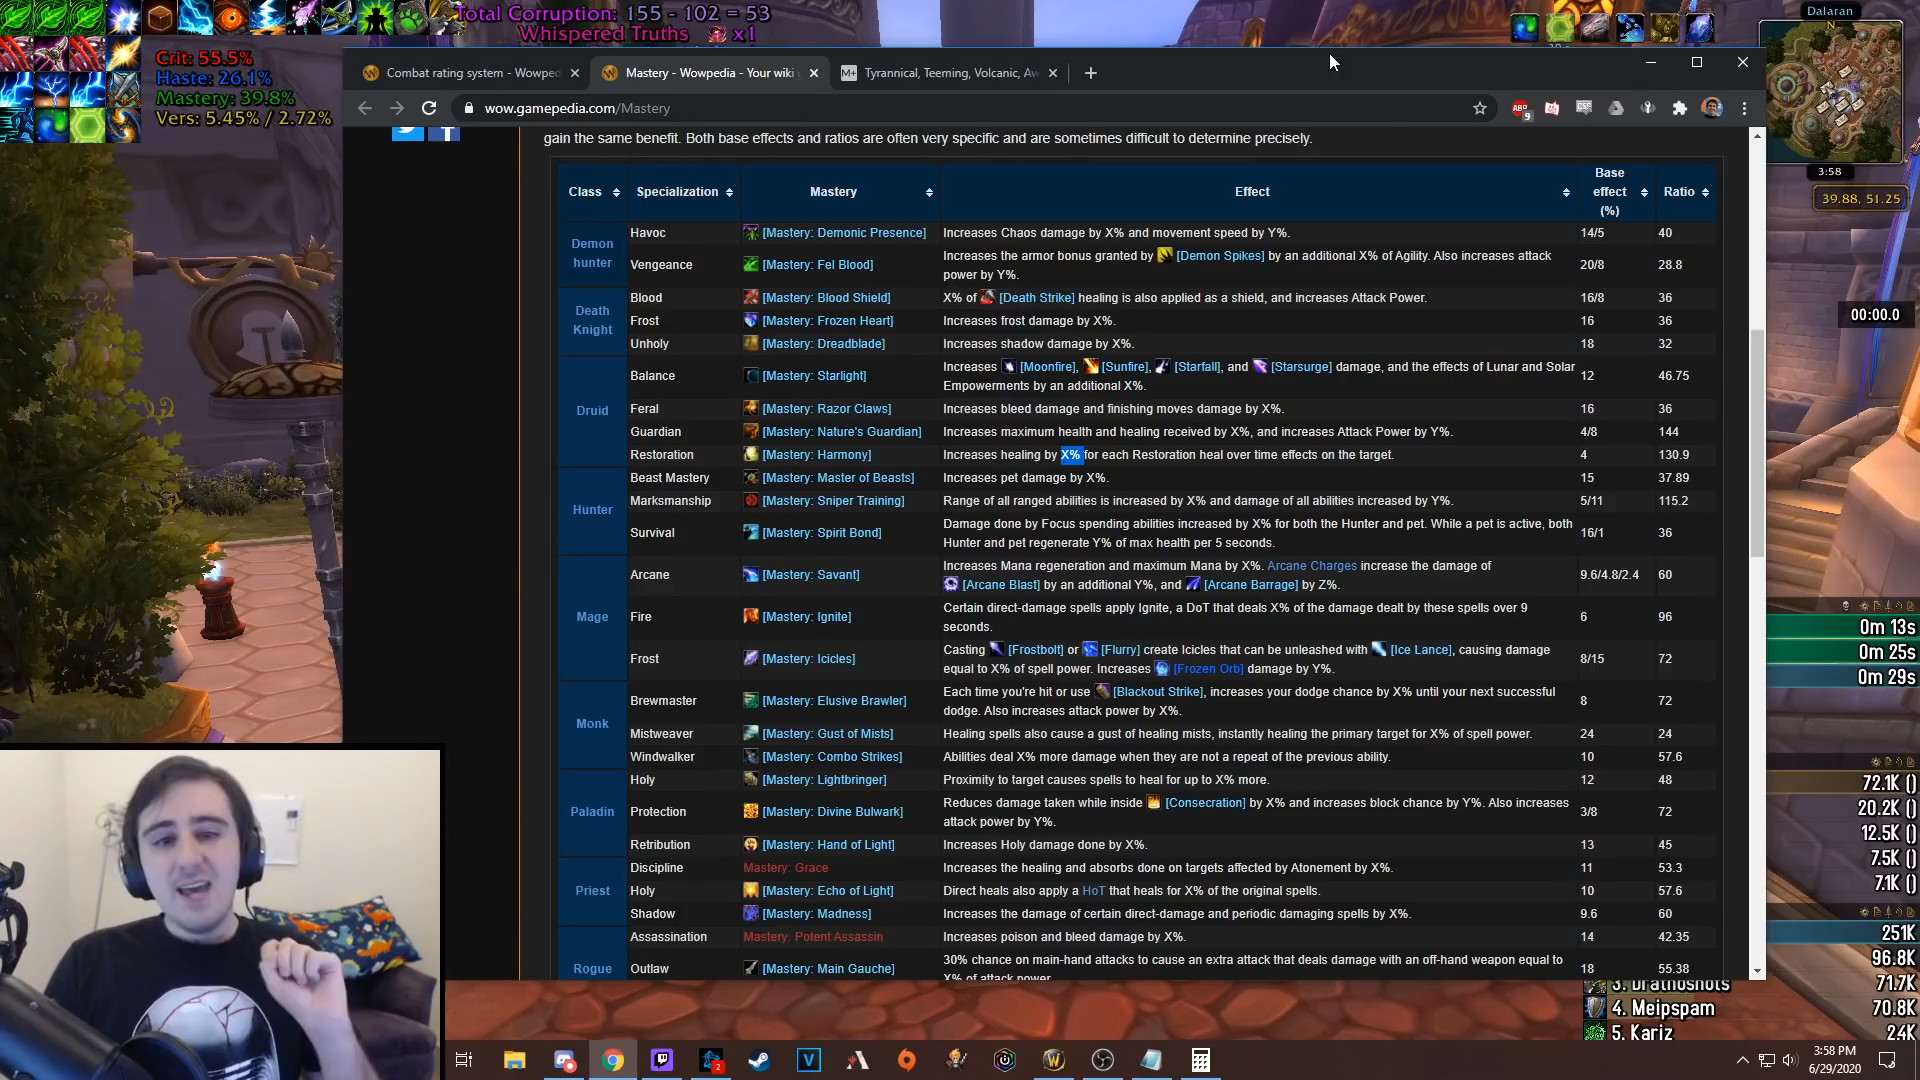 Total Corruption: 155 - 102 = 53
Whispered Truths x1
Crit: 55.5%
Haste: 26.1%
Mastery: 39.8%
Vers: 5.45% / 2.72%
Dalaran
N
3:58
39.88, 51.25
00:00.0
Combat rating system - Wowped
Mastery - Wowpedia - Your wiki
M+ Tyrannical, Teeming, Volcanic, Aw
wow.gamepedia.com/Mastery
9
gain the same benefit. Both base effects and ratios are often very specific and are sometimes difficult to determine precisely.
Class Specialization Mastery Effect Base effect (%) Ratio
Demon hunter
Havoc [Mastery: Demonic Presence] Increases Chaos damage by X% and movement speed by Y%. 14/5 40
Vengeance [Mastery: Fel Blood] Increases the armor bonus granted by [Demon Spikes] by an additional X% of Agility. Also increases attack
power by Y%. 20/8 28.8
Death Knight
Blood [Mastery: Blood Shield] X% of [Death Strike] healing is also applied as a shield, and increases Attack Power. 16/8 36
Frost [Mastery: Frozen Heart] Increases frost damage by X%. 16 36
Unholy [Mastery: Dreadblade] Increases shadow damage by X%. 18 32
Druid
Balance [Mastery: Starlight] Increases [Moonfire], [Sunfire], [Starfall], and [Starsurge] damage, and the effects of Lunar and Solar
Empowerments by an additional X%. 12 46.75
Feral [Mastery: Razor Claws] Increases bleed damage and finishing moves damage by X%. 16 36
Guardian [Mastery: Nature's Guardian] Increases maximum health and healing received by X%, and increases Attack Power by Y%. 4/8 144
Restoration [Mastery: Harmony] Increases healing by X% for each Restoration heal over time effects on the target. 4 130.9
Hunter
Beast Mastery [Mastery: Master of Beasts] Increases pet damage by X%. 15 37.89
Marksmanship [Mastery: Sniper Training] Range of all ranged abilities is increased by X% and damage of all abilities increased by Y%. 5/11 115.2
Survival [Mastery: Spirit Bond] Damage done by Focus spending abilities increased by X% for both the Hunter and pet. While a pet is active, both
Hunter and pet regenerate Y% of max health per 5 seconds. 16/1 36
Mage
Arcane [Mastery: Savant] Increases Mana regeneration and maximum Mana by X%. Arcane Charges increase the damage of
[Arcane Blast] by an additional Y%, and [Arcane Barrage] by Z%. 9.6/4.8/2.4 60
Fire [Mastery: Ignite] Certain direct-damage spells apply Ignite, a DoT that deals X% of the damage dealt by these spells over 9
seconds. 6 96
Frost [Mastery: Icicles] Casting [Frostbolt] or [Flurry] create Icicles that can be unleashed with [Ice Lance], causing damage
equal to X% of spell power. Increases [Frozen Orb] damage by Y%. 8/15 72
Monk
Brewmaster [Mastery: Elusive Brawler] Each time you're hit or use [Blackout Strike], increases your dodge chance by X% until your next successful
dodge. Also increases attack power by X%. 8 72
Mistweaver [Mastery: Gust of Mists] Healing spells also cause a gust of healing mists, instantly healing the primary target for X% of spell power. 24 24
Windwalker [Mastery: Combo Strikes] Abilities deal X% more damage when they are not a repeat of the previous ability. 10 57.6
Paladin
Holy [Mastery: Lightbringer] Proximity to target causes spells to heal for up to X% more. 12 48
Protection [Mastery: Divine Bulwark] Reduces damage taken while inside [Consecration] by X% and increases block chance by Y%. Also increases
attack power by Y%. 3/8 72
Retribution [Mastery: Hand of Light] Increases Holy damage done by X%. 13 45
Priest
Discipline Mastery: Grace Increases the healing and absorbs done on targets affected by Atonement by X%. 11 53.3
Holy [Mastery: Echo of Light] Direct heals also apply a HoT that heals for X% of the original spells. 10 57.6
Shadow [Mastery: Madness] Increases the damage of certain direct-damage and periodic damaging spells by X%. 9.6 60
Rogue
Assassination Mastery: Potent Assassin Increases poison and bleed damage by X%. 14 42.35
Outlaw [Mastery: Main Gauche] 30% chance on main-hand attacks to cause an extra attack that deals damage with an off-hand weapon equal to
X% of attack power. 18 55.38
0m 13s
0m 25s
0m 29s
72.1K ()
20.2K ()
12.5K ()
7.5K ()
7.1K ()
251K
96.8K
3. Drathoshots 71.7K
4. Meipspam 70.8K
5. Kariz 24K
2
3:58 PM
6/29/2020